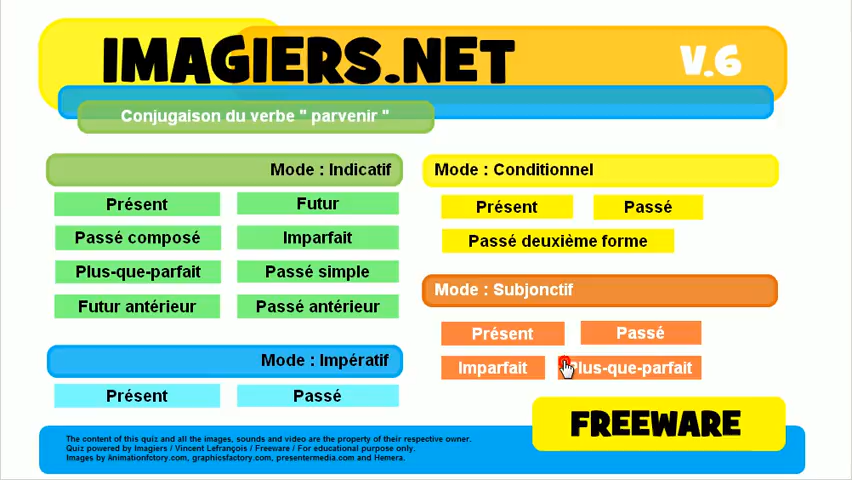 IMAGIERS.NET
V.6
Conjugaison du verbe " parvenir "
Mode : Indicatif
Présent
Futur
Passé composé
Imparfait
Plus-que-parfait
Passé simple
Futur antérieur
Passé antérieur
Mode : Impératif
Présent
Passé
Mode : Conditionnel
Présent
Passé
Passé deuxième forme
Mode : Subjonctif
Présent
Passé
Imparfait
Plus-que-parfait
FREEWARE
The content of this quiz and all the images, sounds and video are the property of their respective owner.
Quiz powered by Imagiers / Vincent Lefrançois / Freeware / For educational purpose only.
Images by Animationfctory.com, graphicsfactory.com, presentermedia.com and Hemera.